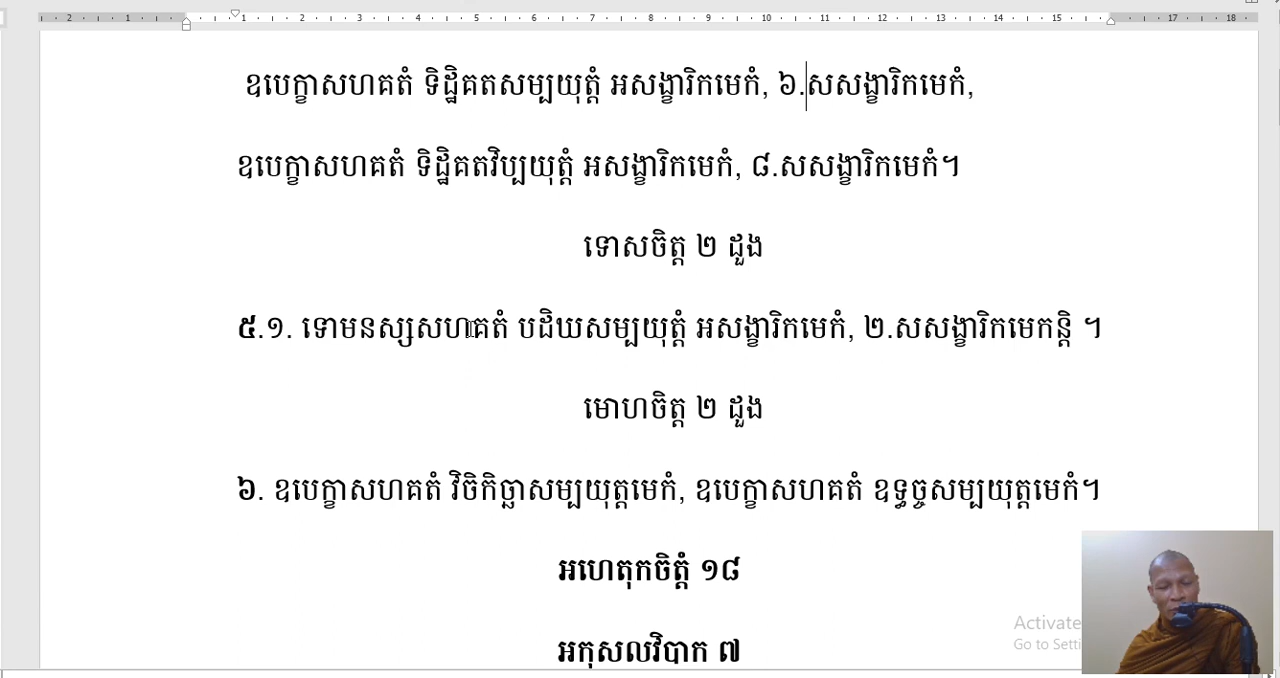 ឧបេក្ខាសហគតំ ទិដ្ឋិគតសម្បយុត្តំ អសង្ខារិកមេកំ, ៦.សសង្ខារិកមេកំ,
ឧបេក្ខាសហគតំ ទិដ្ឋិគតវិប្បយុត្តំ អសង្ខារិកមេកំ, ៨.សសង្ខារិកមេកំ។
ទោសចិត្ត ២ ដួង
៥.១. ទោមនស្សសហគតំ បដិឃសម្បយុត្តំ អសង្ខារិកមេកំ, ២.សសង្ខារិកមេកន្តិ ។
មោហចិត្ត ២ ដួង
៦. ឧបេក្ខាសហគតំ វិចិកិច្ឆាសម្បយុត្តមេកំ, ឧបេក្ខាសហគតំ ឧទ្ធច្ចសម្បយុត្តមេកំ។
អហេតុកចិត្តំ ១៨
Activate
Go to Setti
អកុសលវិបាក ៧